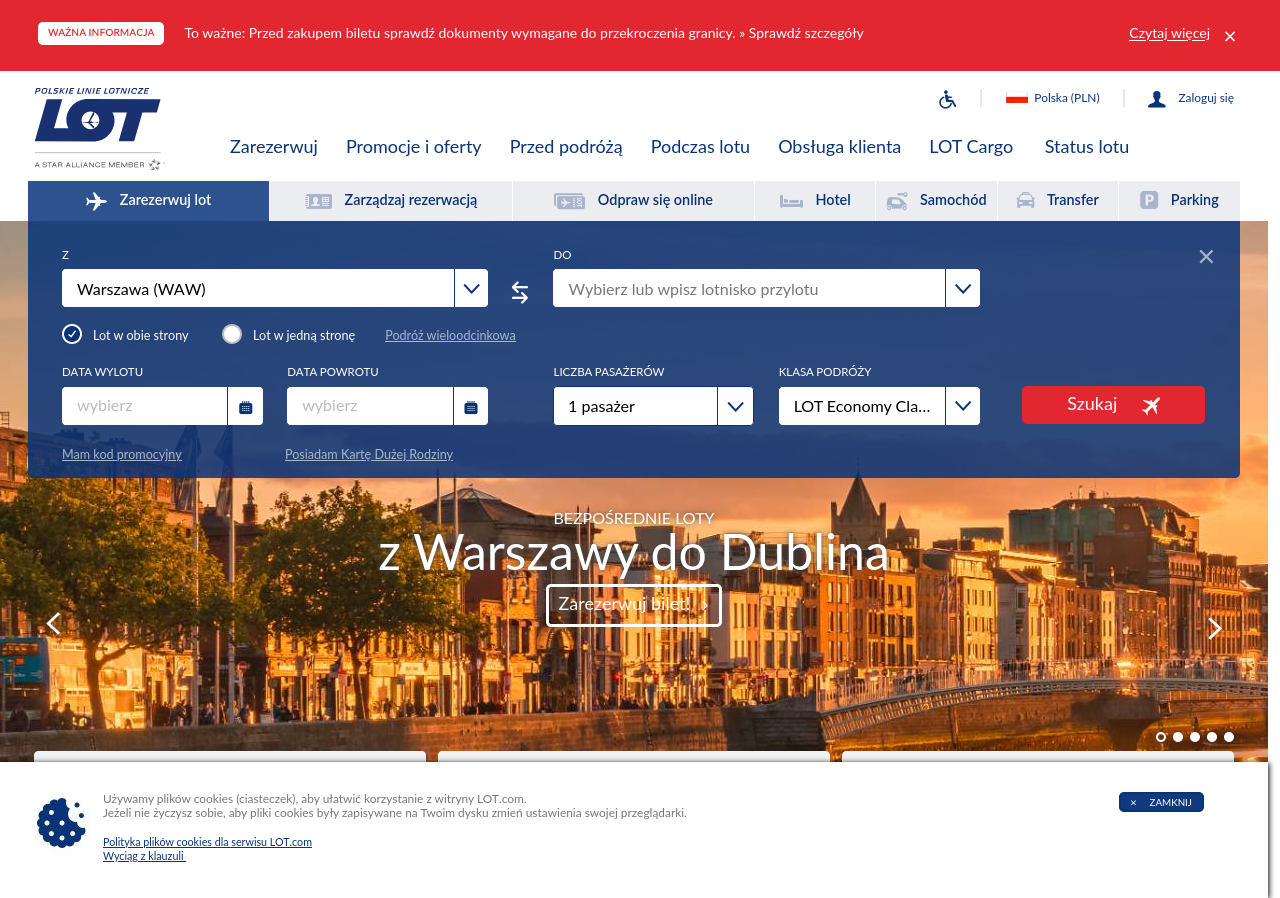 WAŻNA INFORMACJA
To ważne: Przed zakupem biletu sprawdź dokumenty wymagane do przekroczenia granicy. » Sprawdź szczegóły
Czytaj więcej
POLSKIE LINIE LOTNICZE
LOT
A STAR ALLIANCE MEMBER
Polska (PLN)
Zaloguj się
Zarezerwuj
Promocje i oferty
Przed podróżą
Podczas lotu
Obsługa klienta
LOT Cargo
Status lotu
Zarezerwuj lot
Zarządzaj rezerwacją
Odpraw się online
Hotel
Samochód
Transfer
Parking
Z
DO
Warszawa (WAW)
Wybierz lub wpisz lotnisko przylotu
Lot w obie strony
Lot w jedną stronę
Podróż wieloodcinkowa
DATA WYLOTU
DATA POWROTU
LICZBA PASAŻERÓW
KLASA PODRÓŻY
wybierz
wybierz
1 pasażer
LOT Economy Cla...
Szukaj
Mam kod promocyjny
Posiadam Kartę Dużej Rodziny
BEZPOŚREDNIE LOTY
z Warszawy do Dublina
Zarezerwuj bilet! ›
Używamy plików cookies (ciasteczek), aby ułatwić korzystanie z witryny LOT.com.
Jeżeli nie życzysz sobie, aby pliki cookies były zapisywane na Twoim dysku zmień ustawienia swojej przeglądarki.
× ZAMKNIJ
Polityka plików cookies dla serwisu LOT.com
Wyciąg z klauzuli